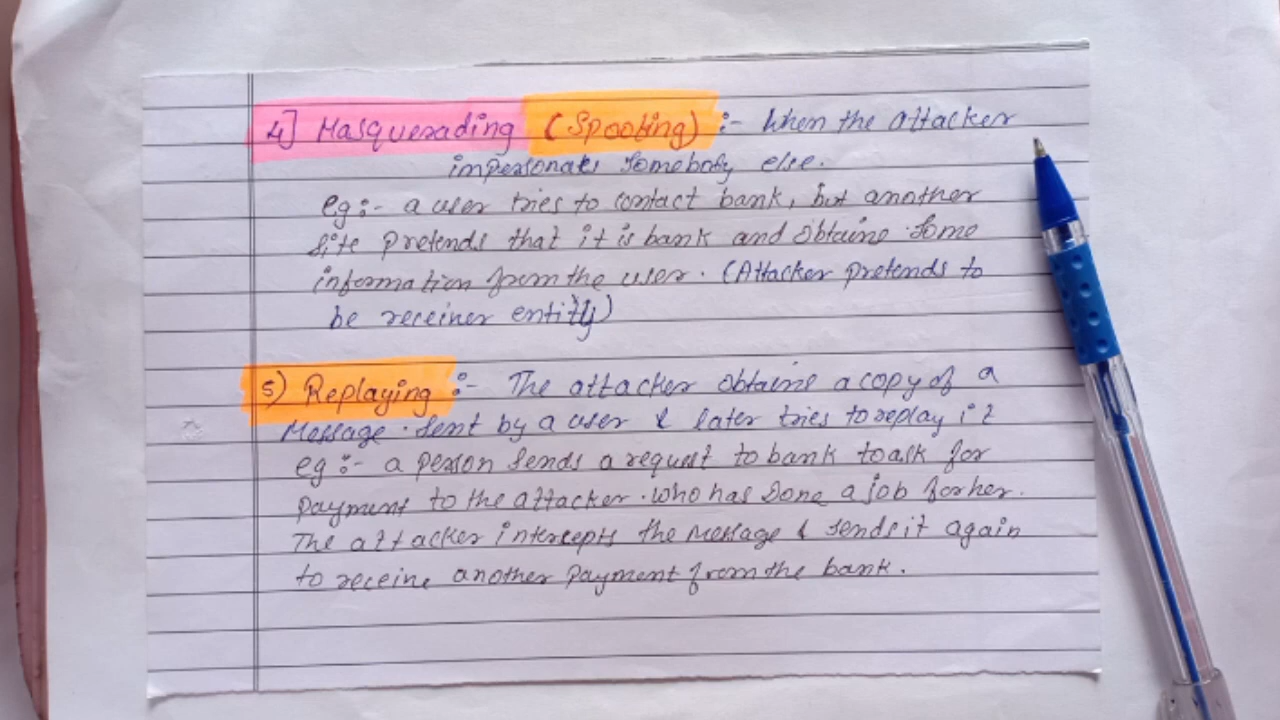 4] Masquerading (Spoofing) :- When the attacker
impersonates somebody else.
eg :- a user tries to contact bank, but another
site pretends that it is bank and obtains some
information from the user. (Attacker pretends to
be receiver entity)
5) Replaying :- The attacker obtains a copy of a
Message sent by a user & later tries to replay it
eg :- a person sends a request to bank to ask for
payment to the attacker who has done a job for her.
The attacker intercepts the message & sends it again
to receive another payment from the bank.